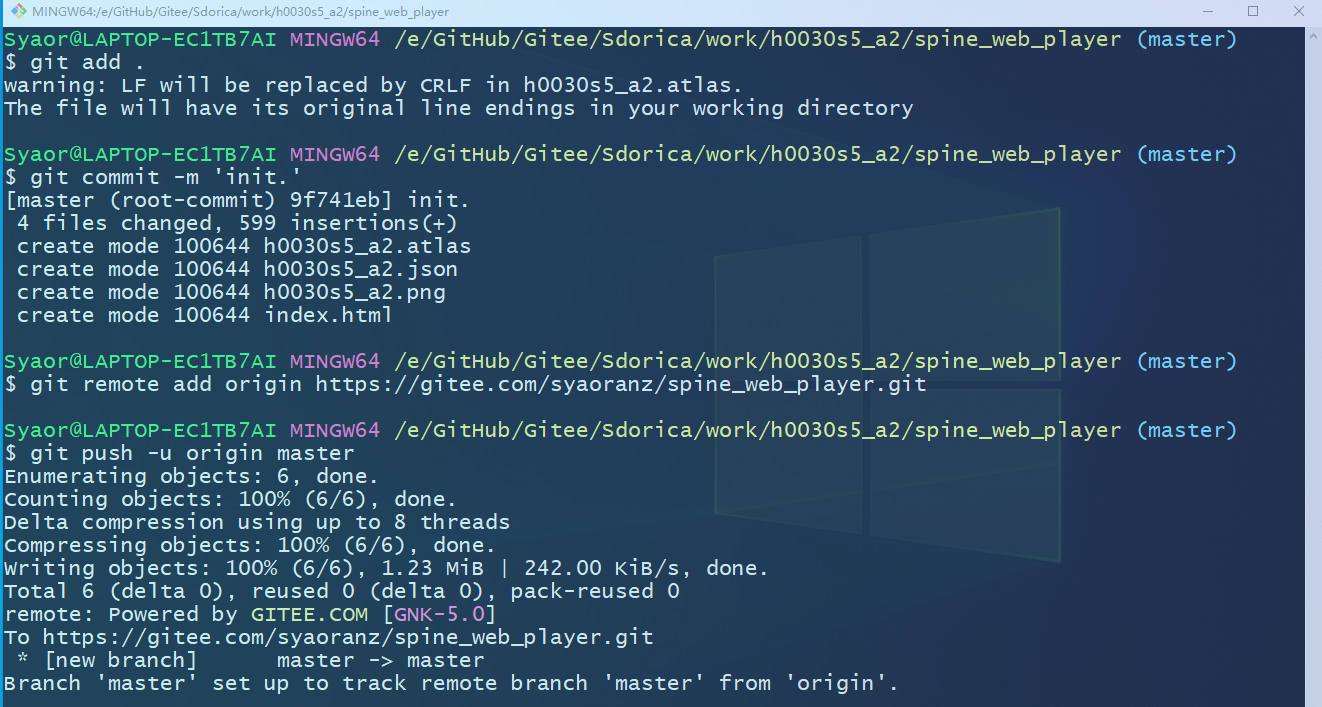 MINGW64:/e/GitHub/Gitee/Sdorica/work/h0030s5_a2/spine_web_player
Syaor@LAPTOP-EC1TB7AI MINGW64 /e/GitHub/Gitee/Sdorica/work/h0030s5_a2/spine_web_player (master)
$ git add .
warning: LF will be replaced by CRLF in h0030s5_a2.atlas.
The file will have its original line endings in your working directory
Syaor@LAPTOP-EC1TB7AI MINGW64 /e/GitHub/Gitee/Sdorica/work/h0030s5_a2/spine_web_player (master)
$ git commit -m 'init.'
[master (root-commit) 9f741eb] init.
 4 files changed, 599 insertions(+)
 create mode 100644 h0030s5_a2.atlas
 create mode 100644 h0030s5_a2.json
 create mode 100644 h0030s5_a2.png
 create mode 100644 index.html
Syaor@LAPTOP-EC1TB7AI MINGW64 /e/GitHub/Gitee/Sdorica/work/h0030s5_a2/spine_web_player (master)
$ git remote add origin https://gitee.com/syaoranz/spine_web_player.git
Syaor@LAPTOP-EC1TB7AI MINGW64 /e/GitHub/Gitee/Sdorica/work/h0030s5_a2/spine_web_player (master)
$ git push -u origin master
Enumerating objects: 6, done.
Counting objects: 100% (6/6), done.
Delta compression using up to 8 threads
Compressing objects: 100% (6/6), done.
Writing objects: 100% (6/6), 1.23 MiB | 242.00 KiB/s, done.
Total 6 (delta 0), reused 0 (delta 0), pack-reused 0
remote: Powered by GITEE.COM [GNK-5.0]
To https://gitee.com/syaoranz/spine_web_player.git
 * [new branch]      master -> master
Branch 'master' set up to track remote branch 'master' from 'origin'.